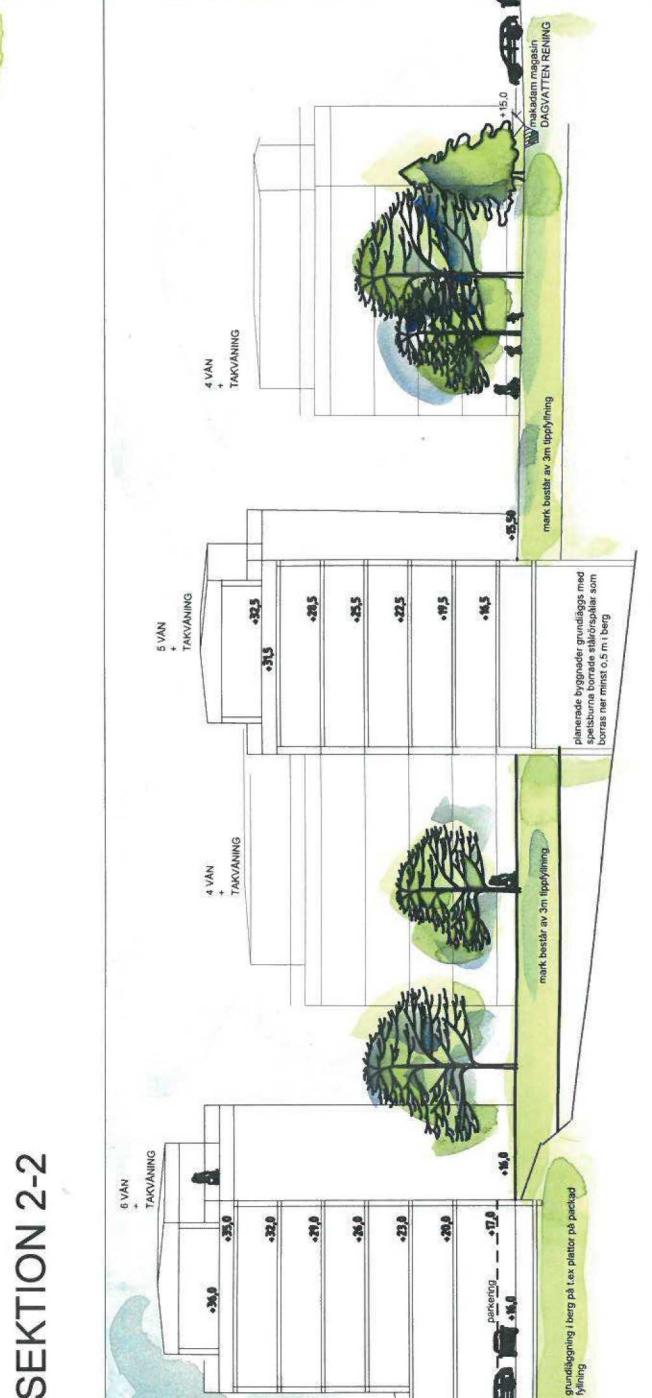 SEKTION 2-2
6 VÅN
+
TAKVÅNING
+36,0
+35,0
+32,0
+29,0
+26,0
+23,0
+20,0
+17,0
parkering
+16,0
+16,0
grundläggning i berg på t.ex plattor på packad
fyllning
4 VÅN
+
TAKVÅNING
mark består av 3m tippfyllning
5 VÅN
+
TAKVÅNING
+32,5
+31,5
+28,5
+25,5
+22,5
+19,5
+16,5
+15,50
planerade byggnader grundläggs med
spetsburna borrade stålrörspålar som
borras ner minst o,5 m i berg
4 VÅN
+
TAKVÅNING
mark består av 3m tippfyllning
+15,0
makadam magasin
DAGVATTEN RENING